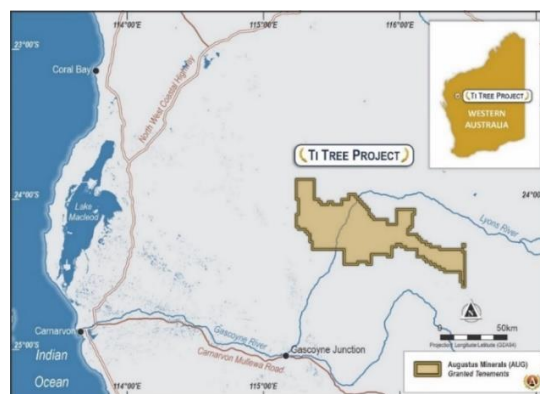 114°00'E
115°00'E
116°00'E
23°00'S
Coral Bay
North West Coastal Highway
TI TREE PROJECT
WESTERN
AUSTRALIA
TI TREE PROJECT
24°00'S
24°00'S
Lake
Macleod
Lyons River
Carnarvon
Gascoyne River
Carnarvon Mullewa Road
Gascoyne Junction
25°00'S
Indian
Ocean
114°00'E
115°00'E
0
50km
Augustus Minerals (AUG)
Granted Tenements